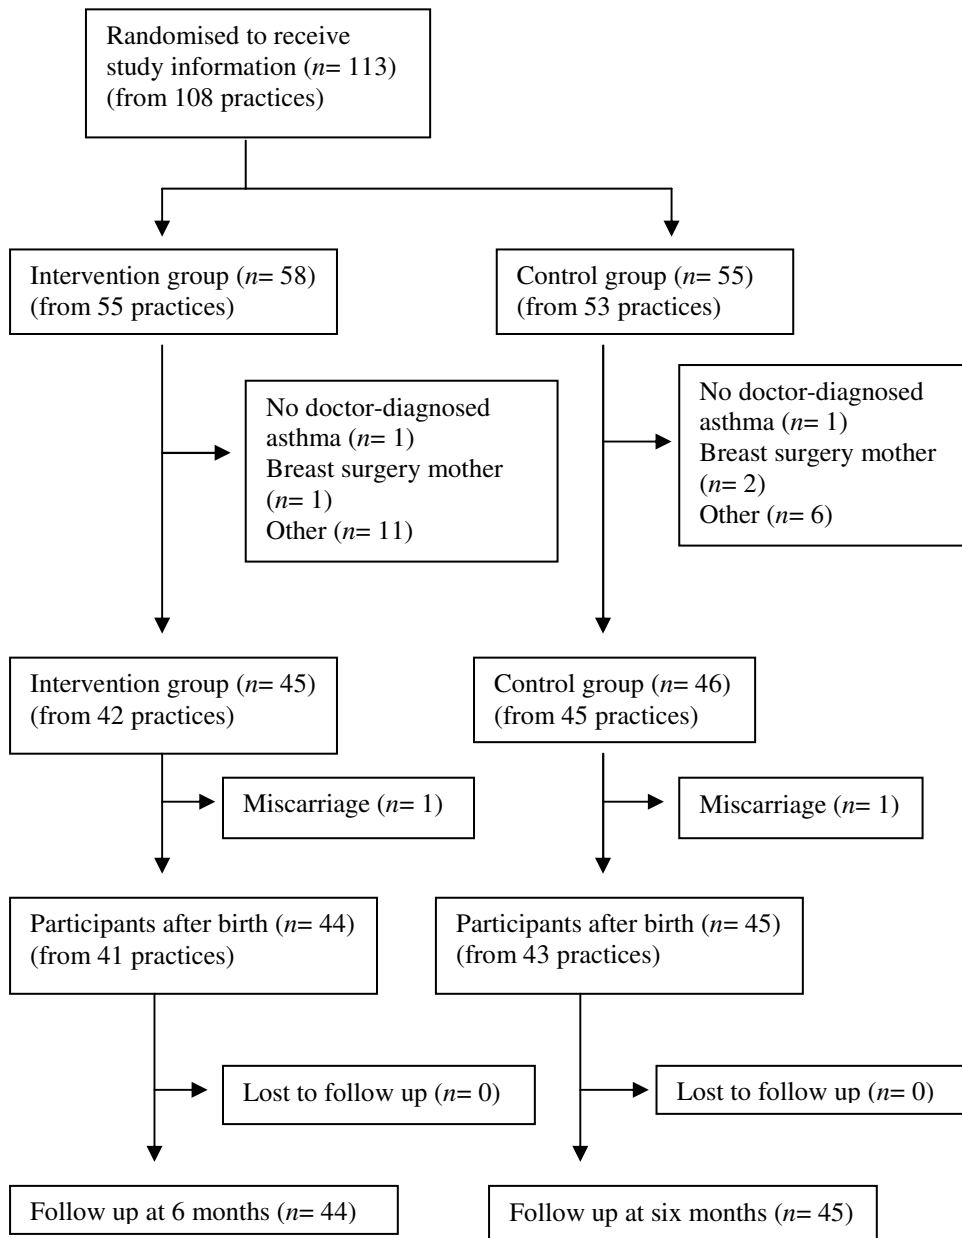 Randomised to receive
study information (n= 113)
(from 108 practices)
Intervention group (n= 58)
(from 55 practices)
Control group (n= 55)
(from 53 practices)
No doctor-diagnosed
asthma (n= 1)
Breast surgery mother
(n= 1)
Other (n= 11)
No doctor-diagnosed
asthma (n= 1)
Breast surgery mother
(n= 2)
Other (n= 6)
Intervention group (n= 45)
(from 42 practices)
Control group (n= 46)
(from 45 practices)
Miscarriage (n= 1)
Miscarriage (n= 1)
Participants after birth (n= 44)
(from 41 practices)
Participants after birth (n= 45)
(from 43 practices)
Lost to follow up (n= 0)
Lost to follow up (n= 0)
Follow up at 6 months (n= 44)
Follow up at six months (n= 45)